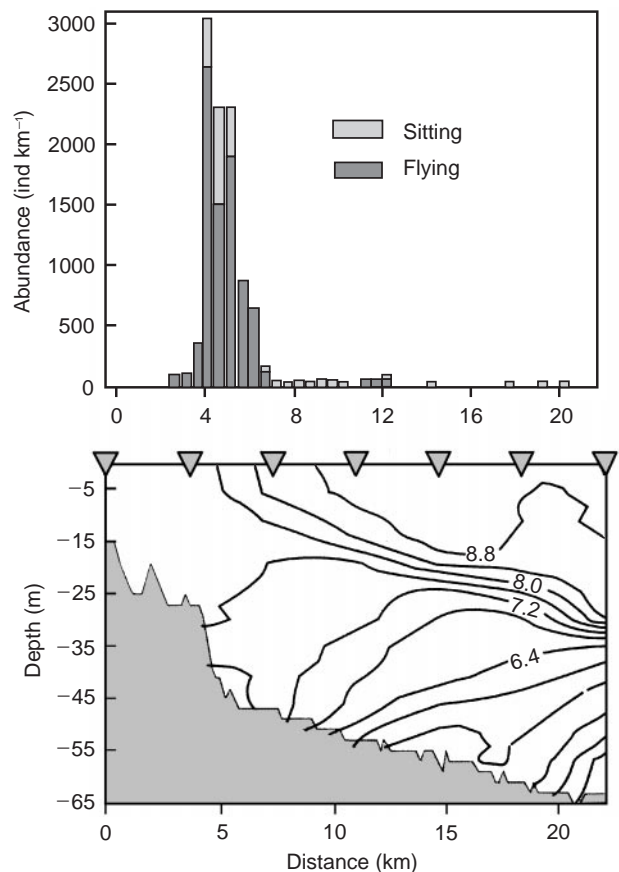 3000
2500
2000
1500
1000
500
0
Abundance (ind km⁻¹)
Sitting
Flying
0 4 8 12 16 20
−5
−15
−25
−35
−45
−55
−65
Depth (m)
8.8
8.0
7.2
6.4
0 5 10 15 20
Distance (km)